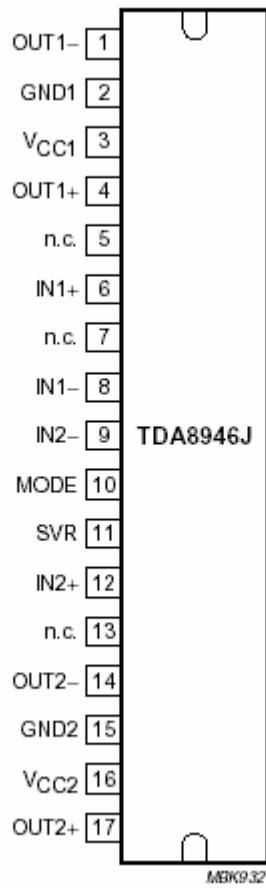 OUT1– 1
GND1 2
VCC1 3
OUT1+ 4
n.c. 5
IN1+ 6
n.c. 7
IN1– 8
IN2– 9
TDA8946J
MODE 10
SVR 11
IN2+ 12
n.c. 13
OUT2– 14
GND2 15
VCC2 16
OUT2+ 17
MBK932